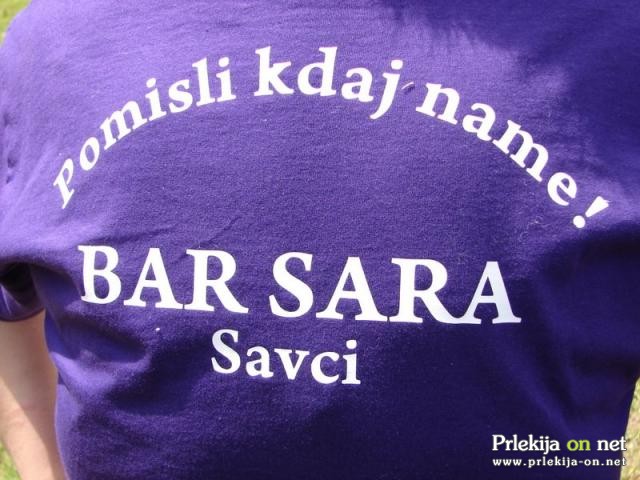 Pomisli kdaj name!
BAR SARA
Savci
Prlekija on net
www.prlekija-on.net